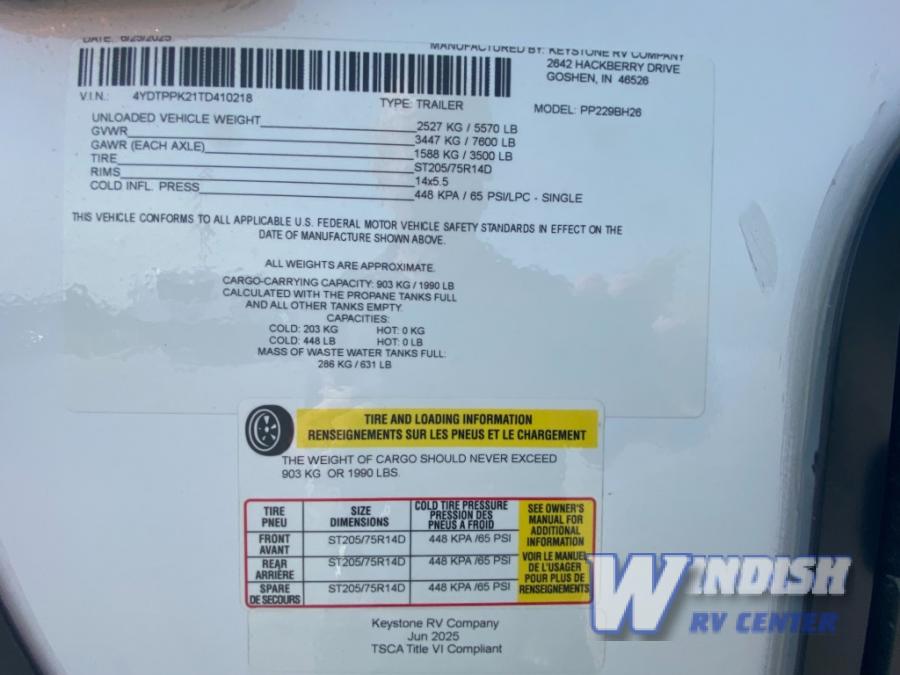 DATE: 6/25/2025
MANUFACTURED BY: KEYSTONE RV COMPANY
2642 HACKBERRY DRIVE
GOSHEN, IN 46526
V.I.N.: 4YDTPPK21TD410218
TYPE: TRAILER
MODEL: PP229BH26
UNLOADED VEHICLE WEIGHT 2527 KG / 5570 LB
GVWR 3447 KG / 7600 LB
GAWR (EACH AXLE) 1588 KG / 3500 LB
TIRE ST205/75R14D
RIMS 14x5.5
COLD INFL. PRESS 448 KPA / 65 PSI/LPC - SINGLE
THIS VEHICLE CONFORMS TO ALL APPLICABLE U.S. FEDERAL MOTOR VEHICLE SAFETY STANDARDS IN EFFECT ON THE
DATE OF MANUFACTURE SHOWN ABOVE.
ALL WEIGHTS ARE APPROXIMATE.
CARGO-CARRYING CAPACITY: 903 KG / 1990 LB
CALCULATED WITH THE PROPANE TANKS FULL
AND ALL OTHER TANKS EMPTY.
CAPACITIES:
COLD: 203 KG HOT: 0 KG
COLD: 448 LB HOT: 0 LB
MASS OF WASTE WATER TANKS FULL:
286 KG / 631 LB
TIRE AND LOADING INFORMATION
RENSEIGNEMENTS SUR LES PNEUS ET LE CHARGEMENT
THE WEIGHT OF CARGO SHOULD NEVER EXCEED
903 KG OR 1990 LBS.
TIRE
PNEU
SIZE
DIMENSIONS
COLD TIRE PRESSURE
PRESSION DES
PNEUS A FROID
FRONT
AVANT
ST205/75R14D
448 KPA /65 PSI
REAR
ARRIÈRE
ST205/75R14D
448 KPA /65 PSI
SPARE
DE SECOURS
ST205/75R14D
448 KPA /65 PSI
SEE OWNER'S
MANUAL FOR
ADDITIONAL
INFORMATION
VOIR LE MANUEL
DE L'USAGER
POUR PLUS DE
RENSEIGNEMENTS
Keystone RV Company
Jun 2025
TSCA Title VI Compliant
WINDISH
RV CENTER